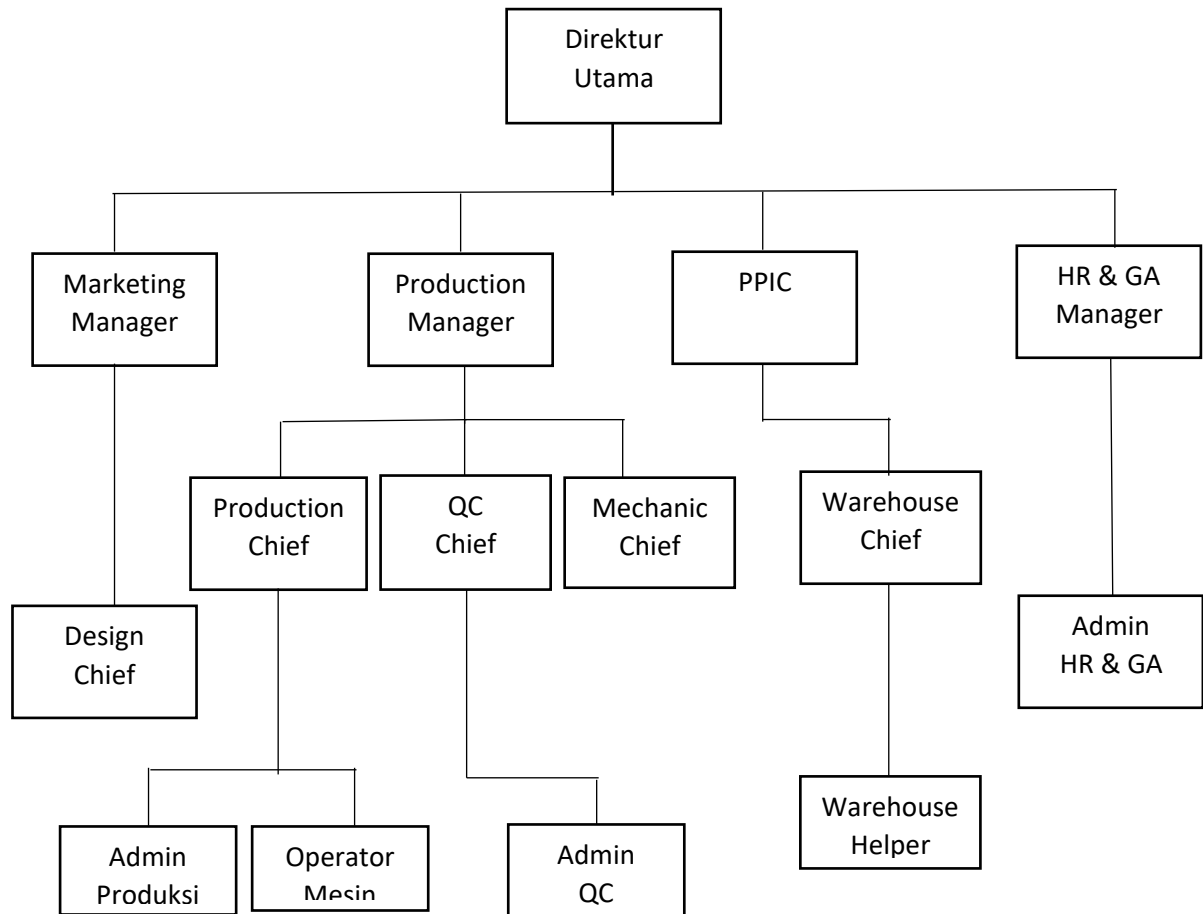 Direktur
Utama
Marketing
Manager
Production
Manager
PPIC
HR & GA
Manager
Production
Chief
QC
Chief
Mechanic
Chief
Warehouse
Chief
Design
Chief
Admin
HR & GA
Admin
Produksi
Operator
Mesin
Admin
QC
Warehouse
Helper